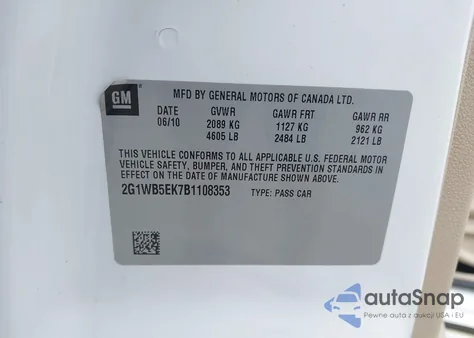 GM
MFD BY GENERAL MOTORS OF CANADA LTD.
DATE GVWR GAWR FRT GAWR RR
06/10 2089 KG 1127 KG 962 KG
4605 LB 2484 LB 2121 LB
THIS VEHICLE CONFORMS TO ALL APPLICABLE U.S. FEDERAL MOTOR
VEHICLE SAFETY, BUMPER, AND THEFT PREVENTION STANDARDS
IN EFFECT ON THE DATE OF MANUFACTURE SHOWN ABOVE.
2G1WB5EK7B1108353 TYPE: PASS CAR
autoSnap
Pewne auta z aukcji USA i EU